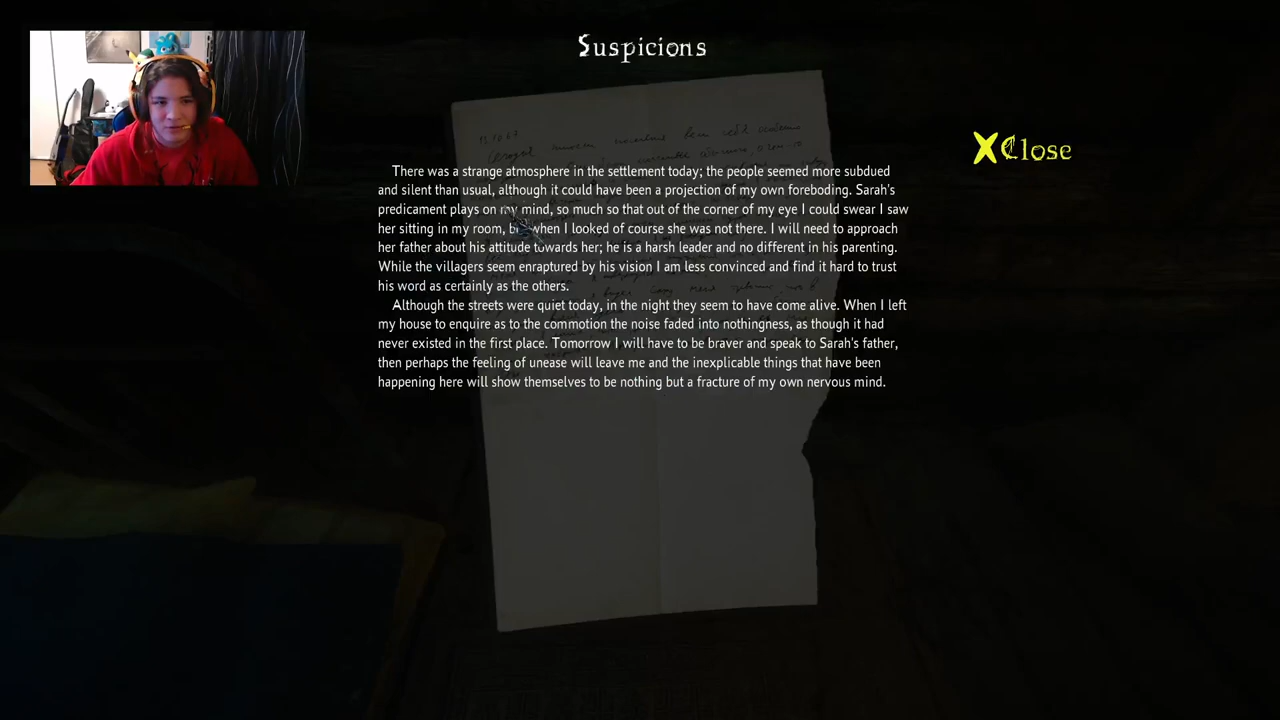 Suspicions
Close
There was a strange atmosphere in the settlement today; the people seemed more subdued
and silent than usual, although it could have been a projection of my own foreboding. Sarah's
predicament plays on my mind, so much so that out of the corner of my eye I could swear I saw
her sitting in my room, when I looked of course she was not there. I will need to approach
her father about his attitude towards her; he is a harsh leader and no different in his parenting.
While the villagers seem enraptured by his vision I am less convinced and find it hard to trust
his word as certainly as the others.
Although the streets were quiet today, in the night they seem to have come alive. When I left
my house to enquire as to the commotion the noise faded into nothingness, as though it had
never existed in the first place. Tomorrow I will have to be braver and speak to Sarah's father,
then perhaps the feeling of unease will leave me and the inexplicable things that have been
happening here will show themselves to be nothing but a fracture of my own nervous mind.